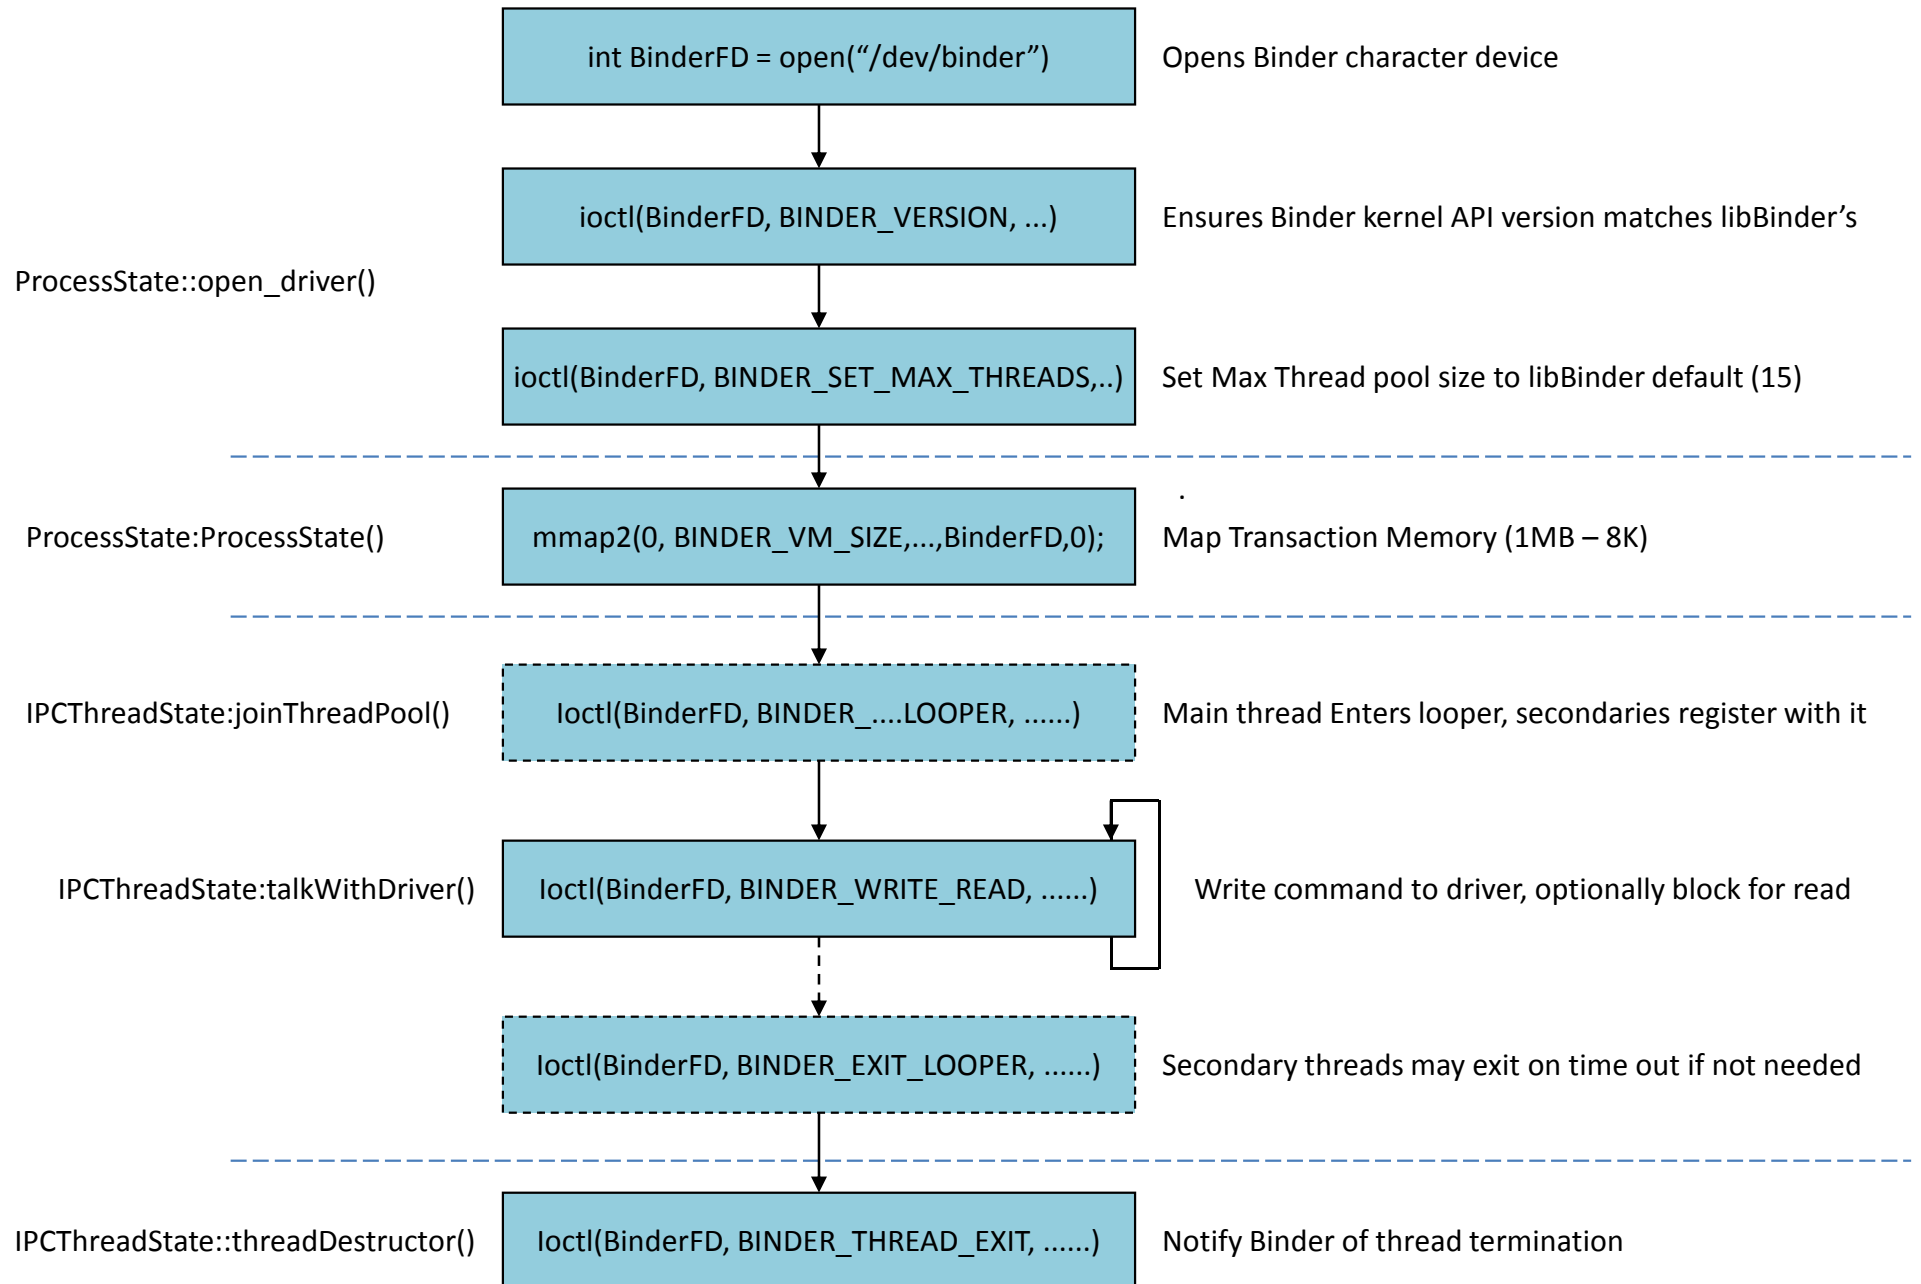 int BinderFD = open(“/dev/binder”)
Opens Binder character device
ioctl(BinderFD, BINDER_VERSION, ...)
Ensures Binder kernel API version matches libBinder’s
ProcessState::open_driver()
ioctl(BinderFD, BINDER_SET_MAX_THREADS,..)
Set Max Thread pool size to libBinder default (15)
.
ProcessState:ProcessState()
mmap2(0, BINDER_VM_SIZE,...,BinderFD,0);
Map Transaction Memory (1MB – 8K)
IPCThreadState:joinThreadPool()
Ioctl(BinderFD, BINDER_....LOOPER, ......)
Main thread Enters looper, secondaries register with it
IPCThreadState:talkWithDriver()
Ioctl(BinderFD, BINDER_WRITE_READ, ......)
Write command to driver, optionally block for read
Ioctl(BinderFD, BINDER_EXIT_LOOPER, ......)
Secondary threads may exit on time out if not needed
IPCThreadState::threadDestructor()
Ioctl(BinderFD, BINDER_THREAD_EXIT, ......)
Notify Binder of thread termination